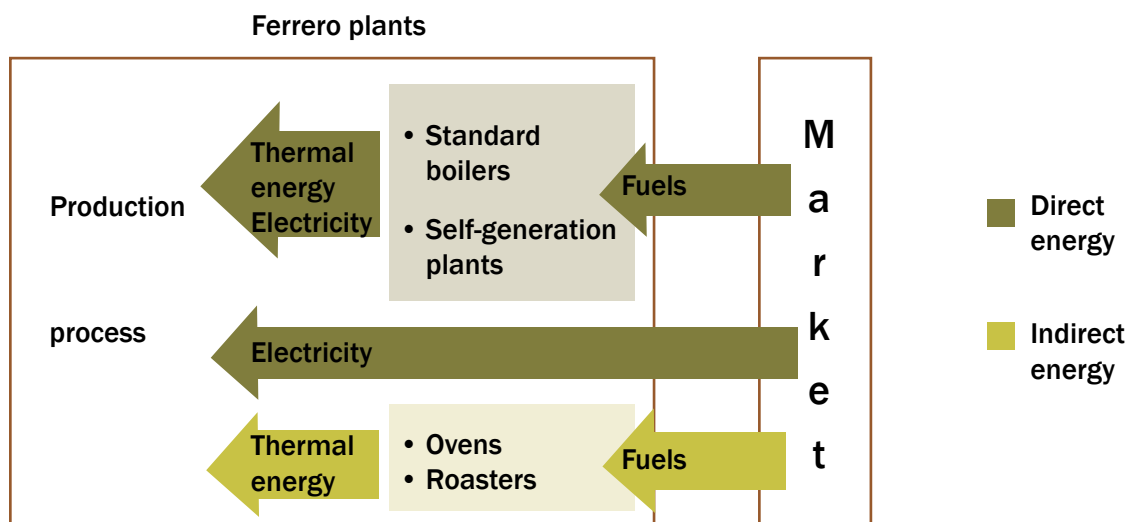 Ferrero plants
Production
process
Thermal
energy
Electricity
• Standard
boilers
• Self-generation
plants
Fuels
Electricity
Thermal
energy
• Ovens
• Roasters
Fuels
M
a
r
k
e
t
Direct
energy
Indirect
energy